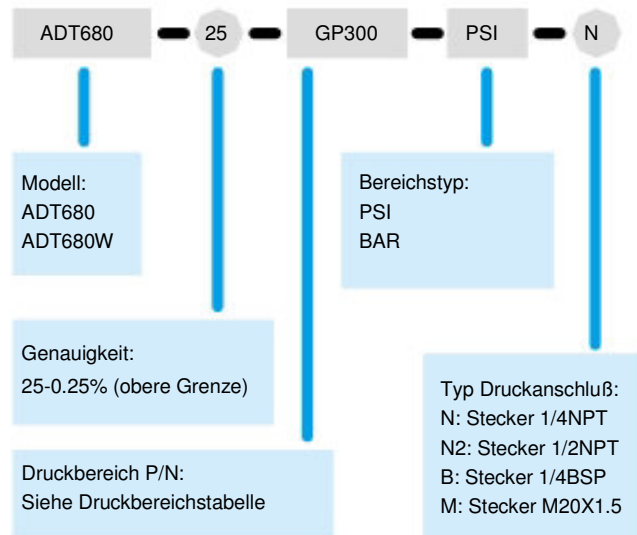 ADT680 25 GP300 PSI N
Modell:
ADT680
ADT680W
Bereichstyp:
PSI
BAR
Genauigkeit:
25-0.25% (obere Grenze)
Druckbereich P/N:
Siehe Druckbereichstabelle
Typ Druckanschluß:
N: Stecker 1/4NPT
N2: Stecker 1/2NPT
B: Stecker 1/4BSP
M: Stecker M20X1.5